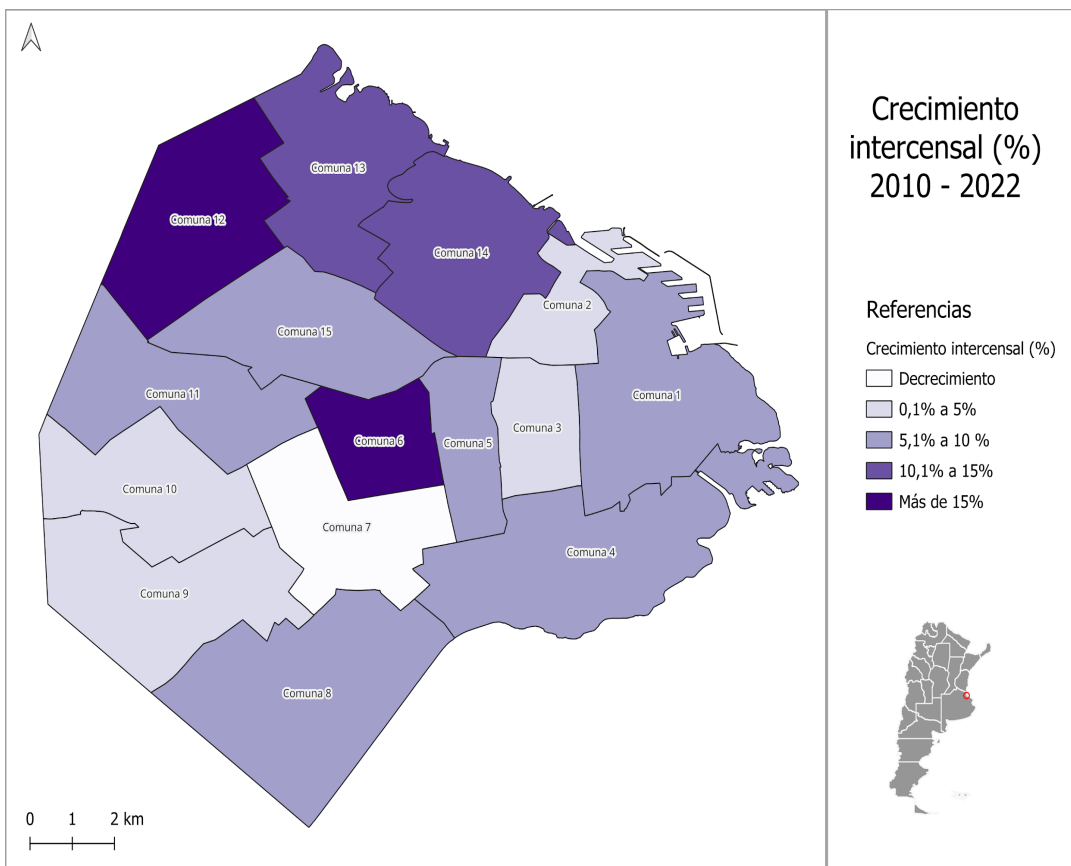 Crecimiento
intercensal (%)
2010 - 2022
Comuna 13
Comuna 12
Comuna 14
Comuna 2
Comuna 15
Comuna 11
Comuna 1
Comuna 6
Comuna 5
Comuna 3
Comuna 10
Comuna 7
Comuna 4
Comuna 9
Comuna 8
0 1 2 km
Referencias
Crecimiento intercensal (%)
Decrecimiento
0,1% a 5%
5,1% a 10 %
10,1% a 15%
Más de 15%